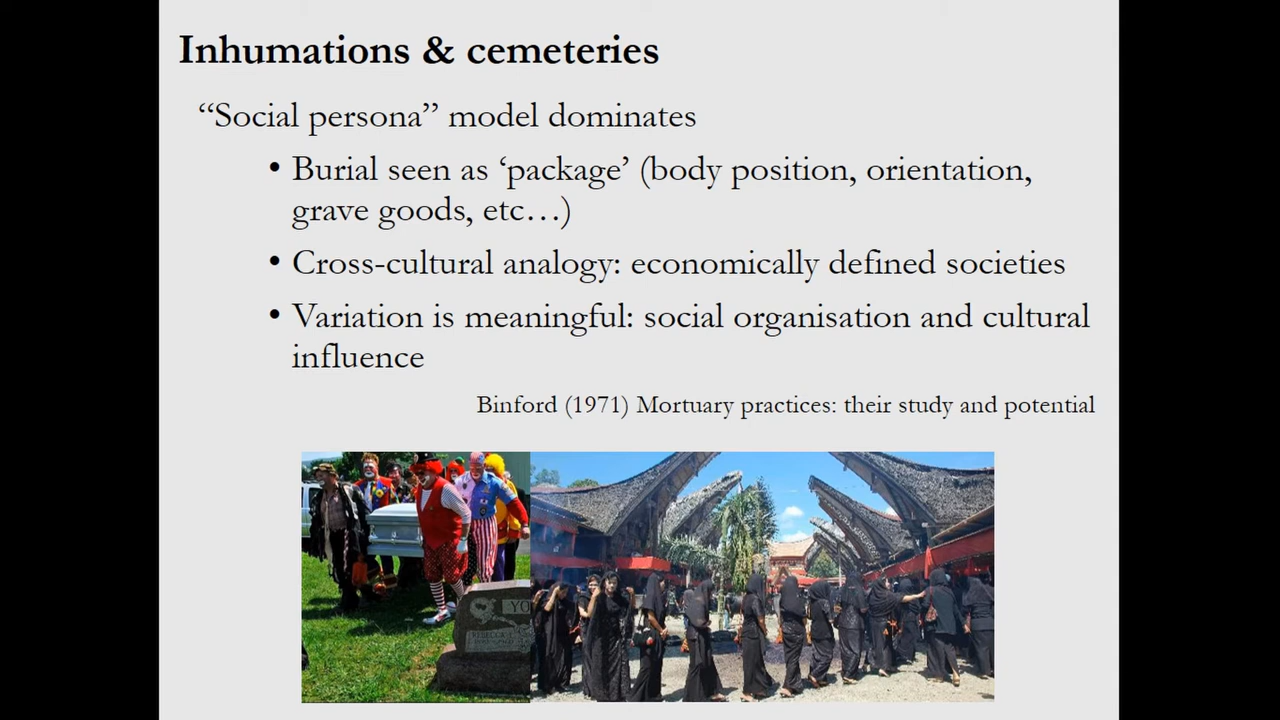 Inhumations & cemeteries
“Social persona” model dominates
• Burial seen as ‘package’ (body position, orientation,
grave goods, etc…)
• Cross-cultural analogy: economically defined societies
• Variation is meaningful: social organisation and cultural
influence
Binford (1971) Mortuary practices: their study and potential
YO
REBECCA